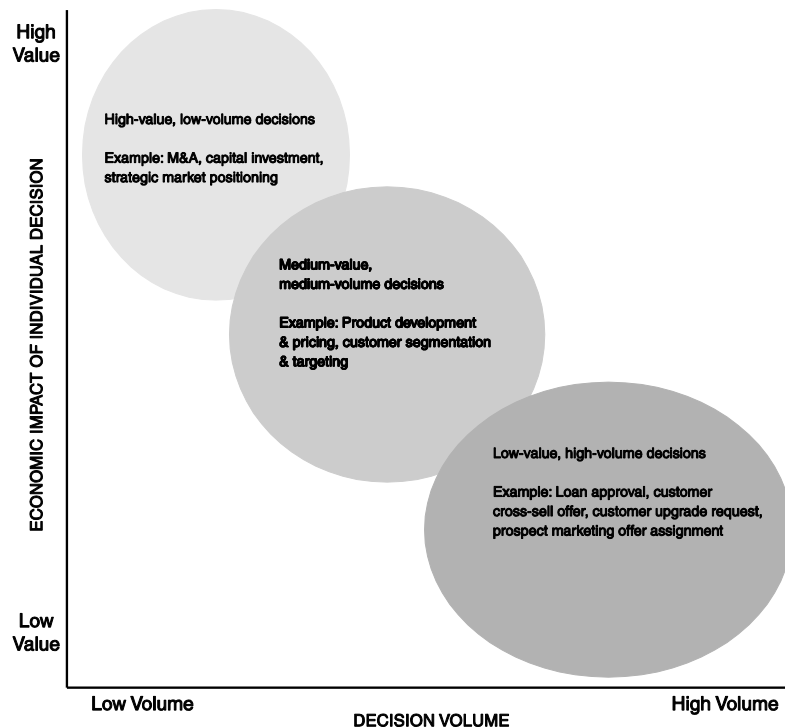 High
Value
High-value, low-volume decisions
Example: M&A, capital investment,
strategic market positioning
ECONOMIC IMPACT OF INDIVIDUAL DECISION
Medium-value,
medium-volume decisions
Example: Product development
& pricing, customer segmentation
& targeting
Low-value, high-volume decisions
Example: Loan approval, customer
cross-sell offer, customer upgrade request,
prospect marketing offer assignment
Low
Value
Low Volume
High Volume
DECISION VOLUME